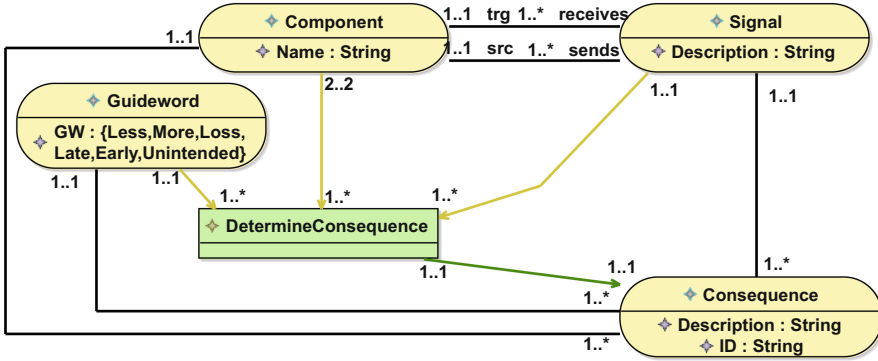 Component
Name : String
1..1 trg 1..* receives
1..1 src 1..* sends
Signal
Description : String
1..1
2..2
1..1
1..1
Guideword
GW : {Less,More,Loss,
Late,Early,Unintended}
1..1
1..1
1..*
1..*
1..*
DetermineConsequence
1..1
1..1
1..*
1..*
1..*
Consequence
Description : String
ID : String